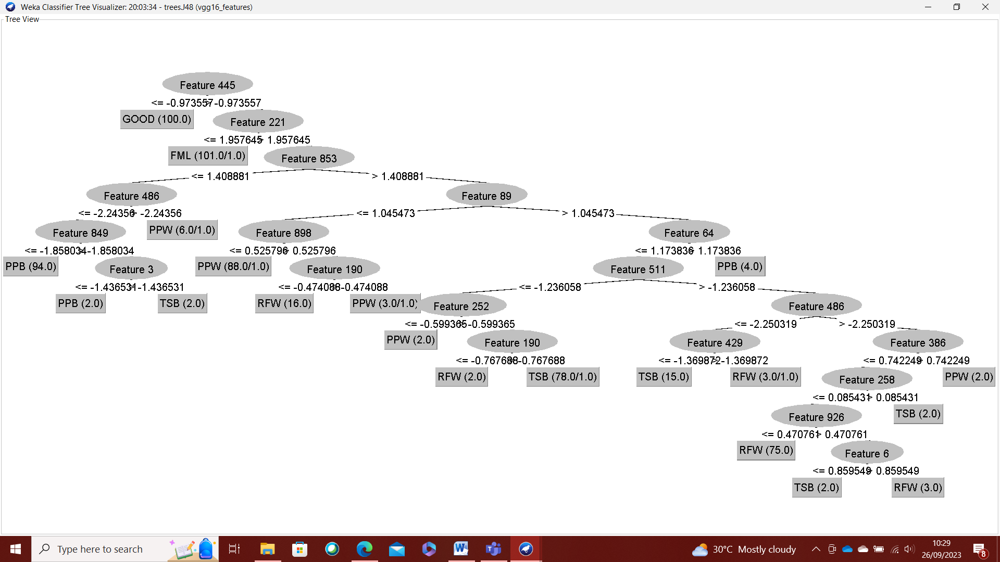 Weka Classifier Tree Visualizer: 20:03:34 - trees.J48 (vgg16_features)
Tree View
Feature 445
<= -0.973557 > -0.973557
GOOD (100.0) Feature 221
<= 1.957645 > 1.957645
FML (101.0/1.0) Feature 853
<= 1.408881 > 1.408881
Feature 486 Feature 89
<= -2.24356 > -2.24356 <= 1.045473 > 1.045473
Feature 849 PPW (6.0/1.0) Feature 898 Feature 64
<= -1.858034 > -1.858034 <= 0.525796 > 0.525796 <= 1.173836 > 1.173836
PPB (94.0) Feature 3 PPW (88.0/1.0) Feature 190 Feature 511 PPB (4.0)
<= -1.436531 > -1.436531 <= -0.474088 > -0.474088 <= -1.236058 > -1.236058
PPB (2.0) TSB (2.0) RFW (16.0) PPW (3.0/1.0) Feature 252 Feature 486
<= -0.599365 > -0.599365 <= -2.250319 > -2.250319
PPW (2.0) Feature 190 Feature 429 Feature 386
<= -0.767688 > -0.767688 <= -1.369872 > -1.369872 <= 0.742249 > 0.742249
RFW (2.0) TSB (78.0/1.0) TSB (15.0) RFW (3.0/1.0) Feature 258 PPW (2.0)
<= 0.085431 > 0.085431
Feature 926 TSB (2.0)
<= 0.470761 > 0.470761
RFW (75.0) Feature 6
<= 0.859549 > 0.859549
TSB (2.0) RFW (3.0)
Type here to search
30°C Mostly cloudy
10:29
26/09/2023
8